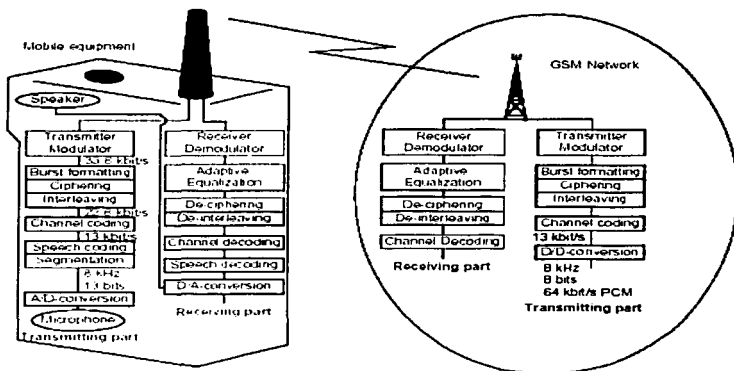 Mobile equipment
Speaker
Transmitter
Modulator
33.8 kbit/s
Burst formatting
Ciphering
Interleaving
22.8 kbit/s
Channel coding
13 kbit/s
Speech coding
Segmentation
8 kHz
13 bits
A/D-conversion
Microphone
Transmitting part
Receiver
Demodulator
Adaptive
Equalization
De-ciphering
De-interleaving
Channel decoding
Speech decoding
D/A-conversion
Receiving part
GSM Network
Receiver
Demodulator
Adaptive
Equalization
De-ciphering
De-interleaving
Channel Decoding
Receiving part
Transmitter
Modulator
Burst formatting
Ciphering
Interleaving
Channel coding
13 kbit/s
D/D-conversion
8 kHz
8 bits
64 kbit/s PCM
Transmitting part